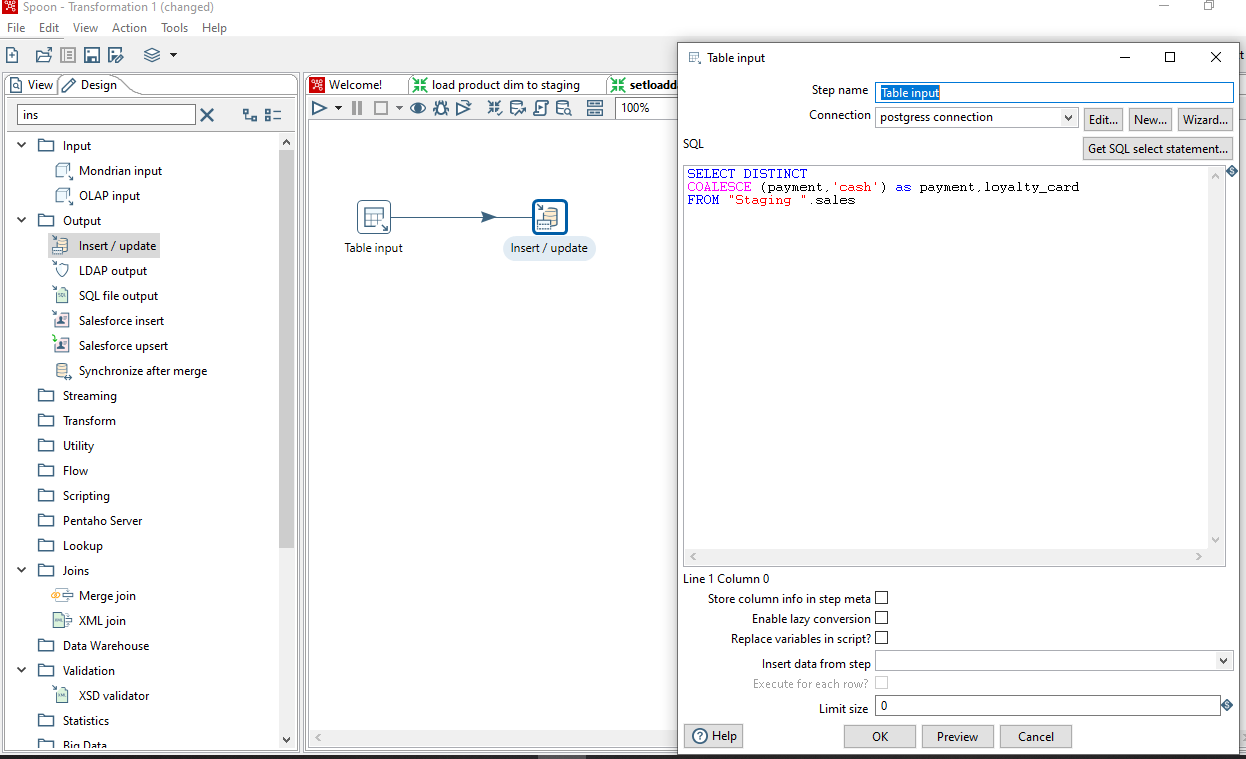 Spoon - Transformation 1 (changed)
File Edit View Action Tools Help
View Design
ins
Input
Mondrian input
OLAP input
Output
Insert / update
LDAP output
SQL file output
Salesforce insert
Salesforce upsert
Synchronize after merge
Streaming
Transform
Utility
Flow
Scripting
Pentaho Server
Lookup
Joins
Merge join
XML join
Data Warehouse
Validation
XSD validator
Statistics
Big Data
Welcome! load product dim to staging setloadd
100%
Table input
Insert / update
Table input
Step name Table input
Connection postgress connection Edit... New... Wizard...
SQL
Get SQL select statement...
SELECT DISTINCT
COALESCE (payment,'cash') as payment,loyalty_card
FROM "Staging ".sales
Line 1 Column 0
Store column info in step meta
Enable lazy conversion
Replace variables in script?
Insert data from step
Execute for each row?
Limit size 0
Help OK Preview Cancel